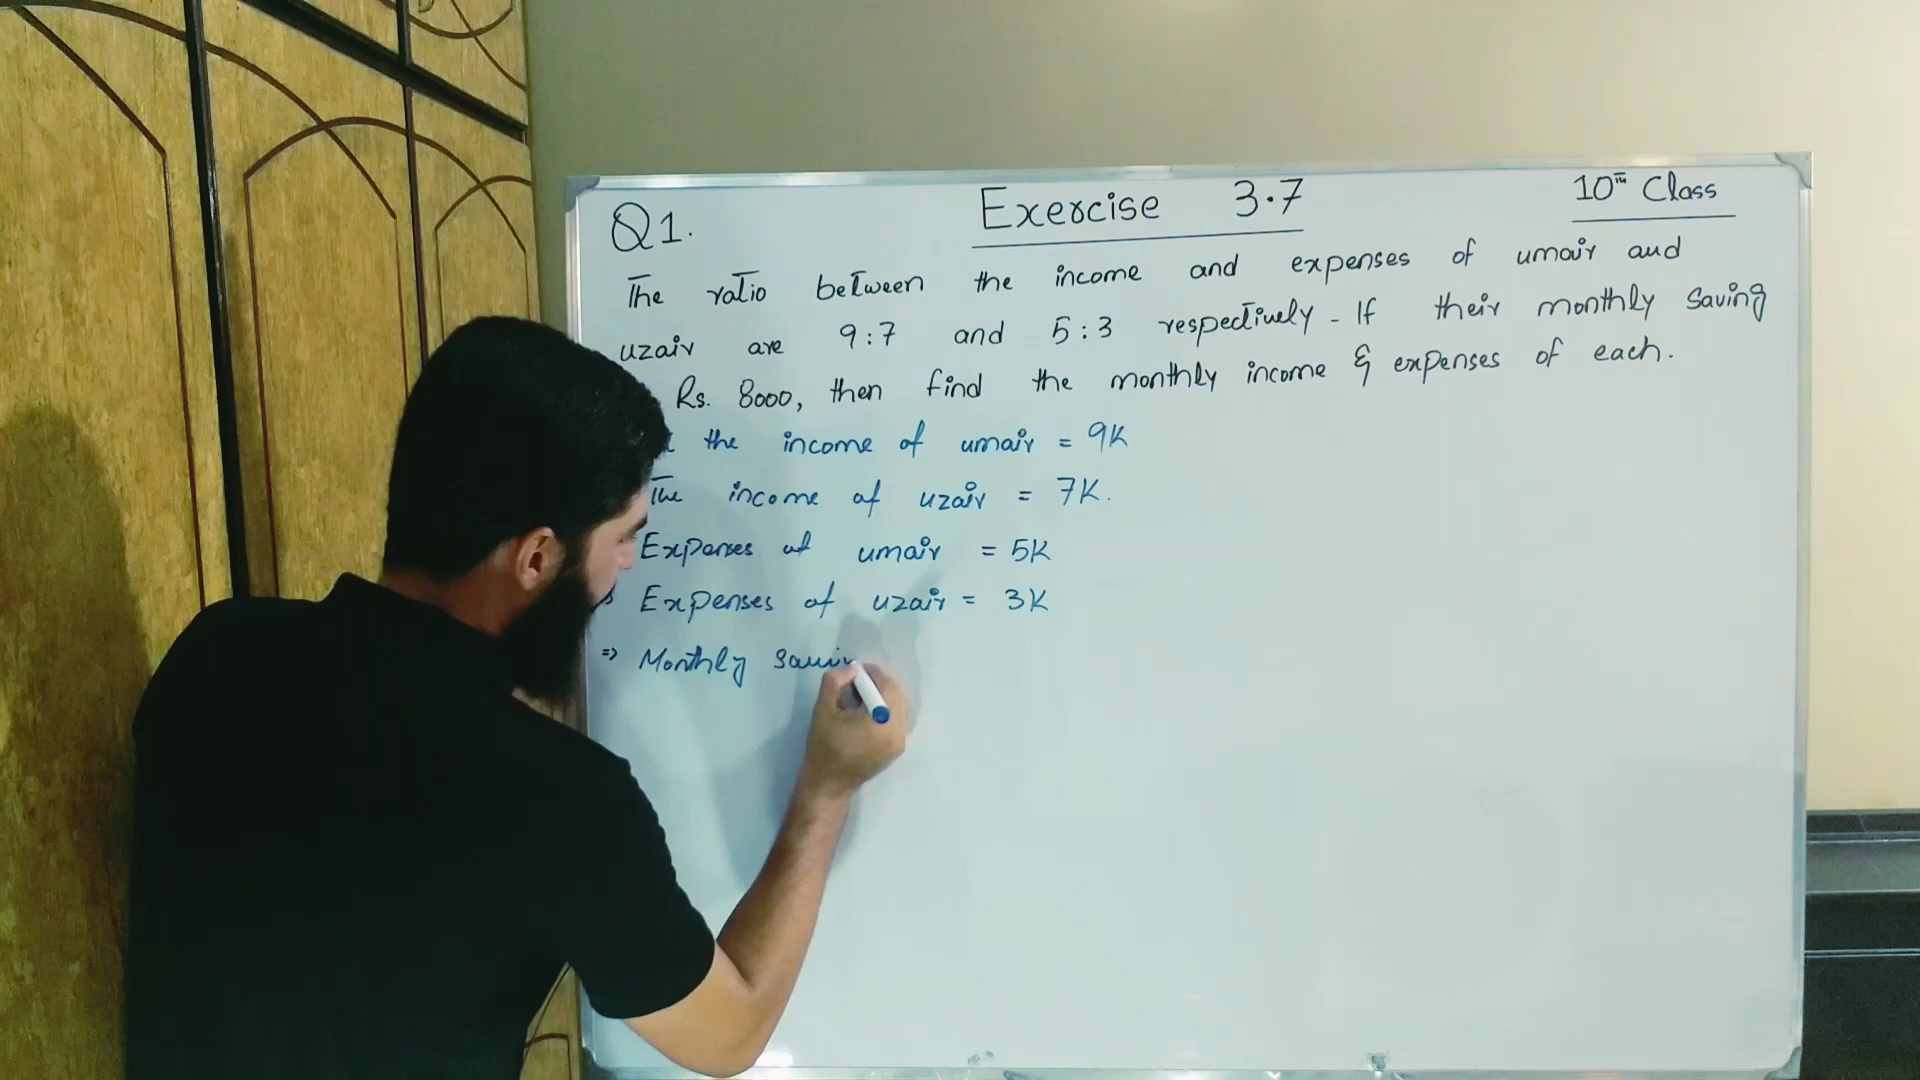 Exercise 3.7
10th Class
Q1.
The ratio between the income and expenses of umair and
uzair are 9:7 and 5:3 respectively. If their monthly saving
Rs. 8000, then find the monthly income & expenses of each.
the income of umair = 9K
The income of uzair = 7K.
Expenses of umair = 5K
Expenses of uzair = 3K
⇒ Monthly